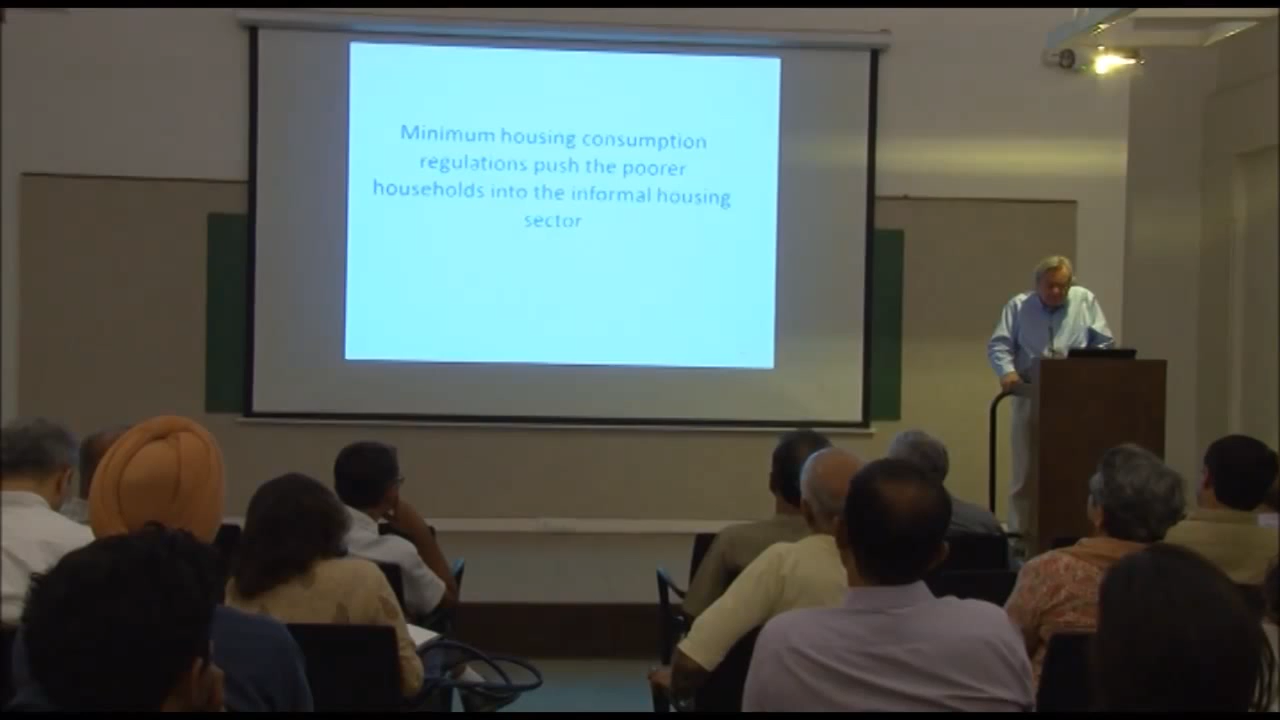 Minimum housing consumption
regulations push the poorer
households into the informal housing
sector